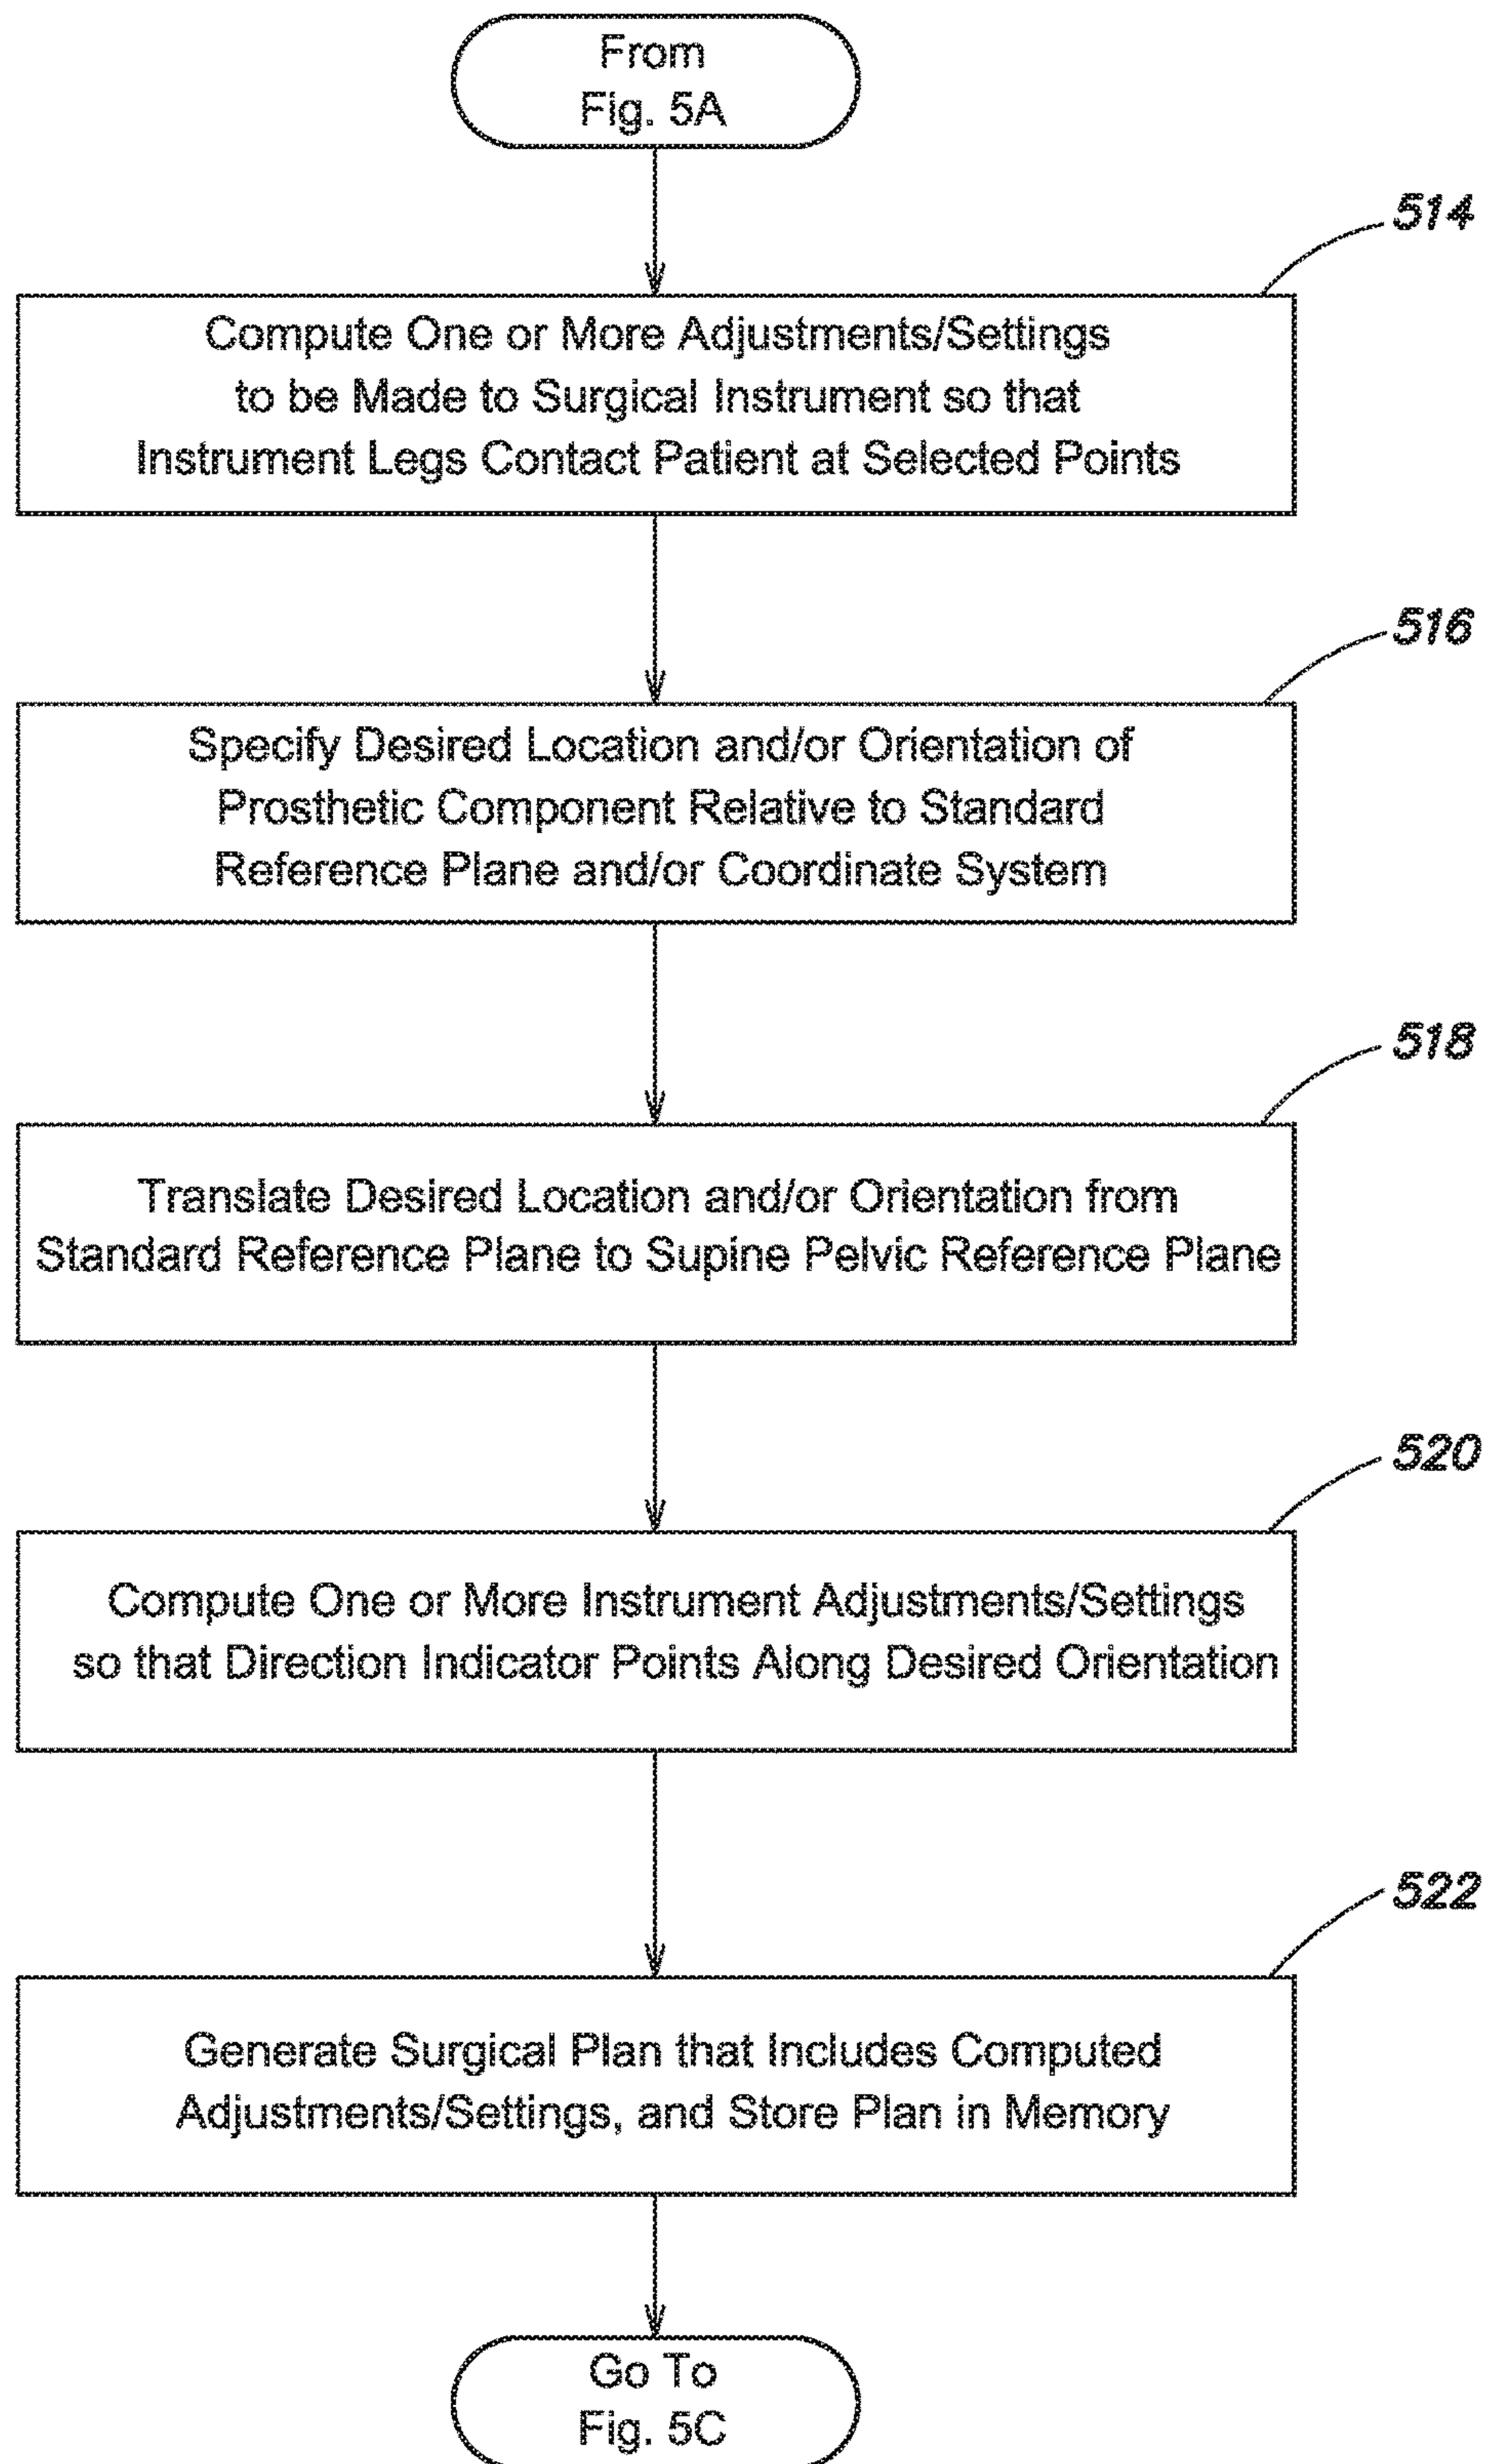 From
Fig. 5A
514
Compute One or More Adjustments/Settings
to be Made to Surgical Instrument so that
Instrument Legs Contact Patient at Selected Points
516
Specify Desired Location and/or Orientation of
Prosthetic Component Relative to Standard
Reference Plane and/or Coordinate System
518
Translate Desired Location and/or Orientation from
Standard Reference Plane to Supine Pelvic Reference Plane
520
Compute One or More Instrument Adjustments/Settings
so that Direction Indicator Points Along Desired Orientation
522
Generate Surgical Plan that Includes Computed
Adjustments/Settings, and Store Plan in Memory
Go To
Fig. 5C